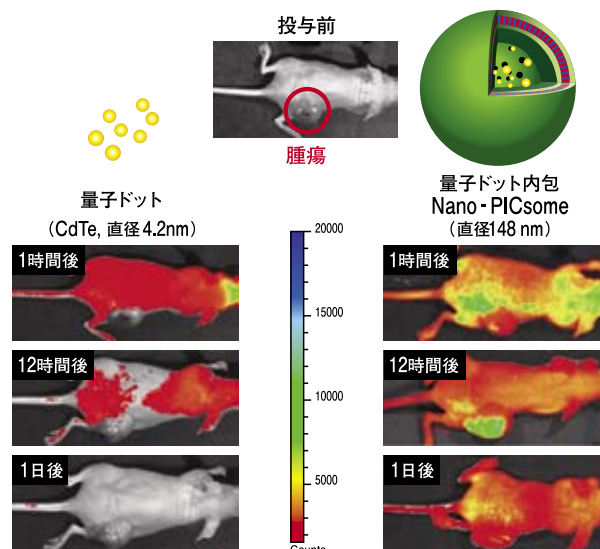 投与前
腫瘍
量子ドット
(CdTe, 直径 4.2nm)
量子ドット内包
Nano-PICsome
(直径148 nm)
1時間後
12時間後
1日後
20000
15000
10000
5000
Counts
1時間後
12時間後
1日後